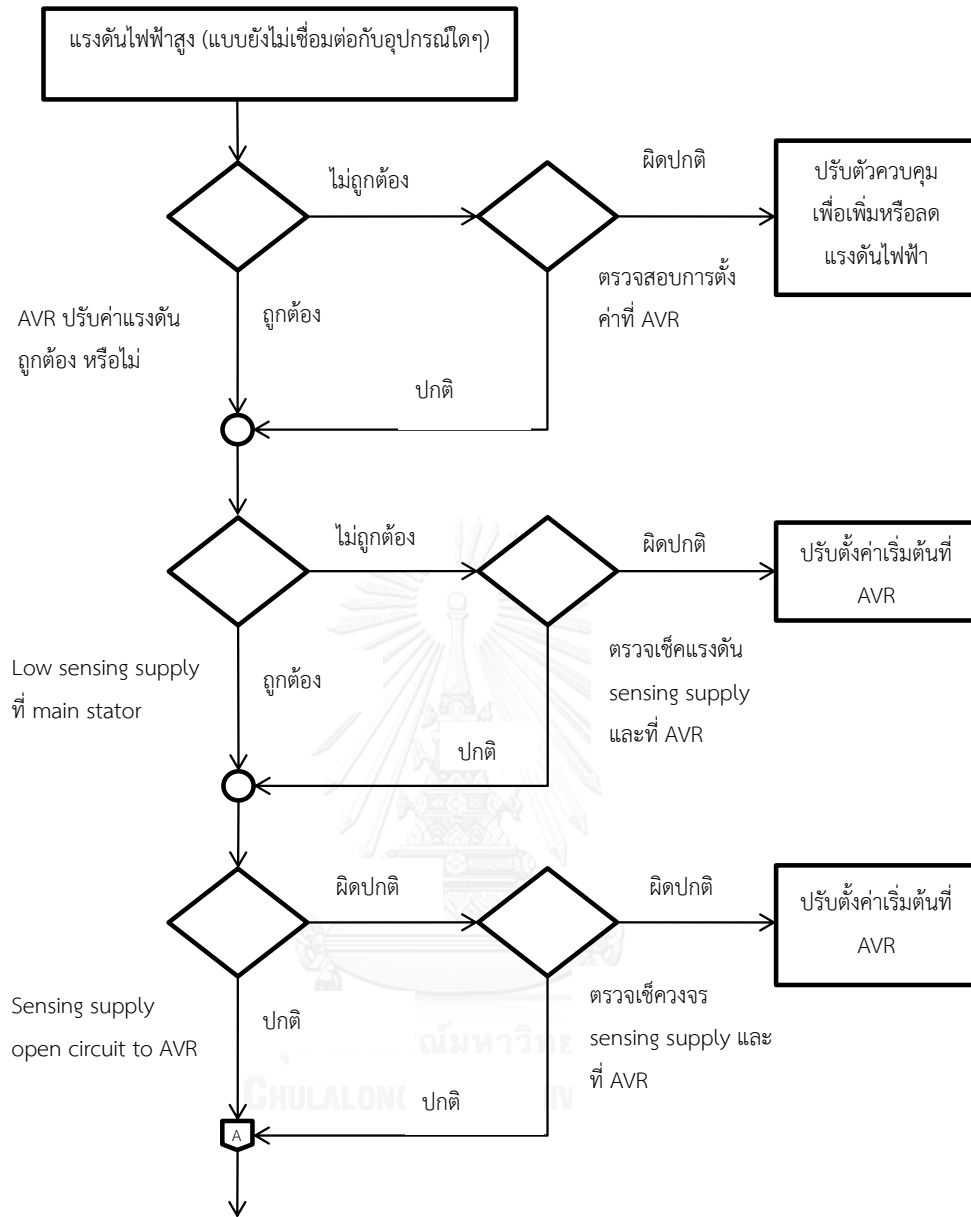 แรงดันไฟฟ้าสูง (แบบยังไม่เชื่อมต่อกับอุปกรณ์ใดๆ)
ไม่ถูกต้อง
ผิดปกติ
ปรับตัวควบคุม
เพื่อเพิ่มหรือลด
แรงดันไฟฟ้า
AVR ปรับค่าแรงดัน
ถูกต้อง หรือไม่
ถูกต้อง
ตรวจสอบการตั้ง
ค่าที่ AVR
ปกติ
ไม่ถูกต้อง
ผิดปกติ
ปรับตั้งค่าเริ่มต้นที่
AVR
Low sensing supply
ที่ main stator
ถูกต้อง
ตรวจเช็คแรงดัน
sensing supply
และที่ AVR
ปกติ
ผิดปกติ
ผิดปกติ
ปรับตั้งค่าเริ่มต้นที่
AVR
Sensing supply
open circuit to AVR
ปกติ
ตรวจเช็ควงจร
sensing supply และ
ที่ AVR
ปกติ
A